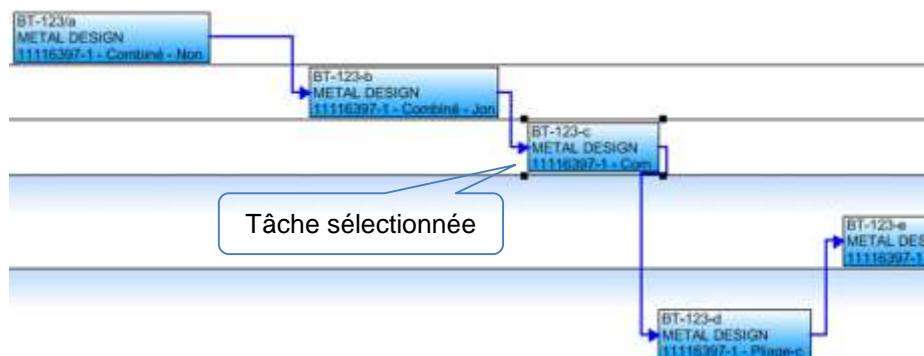 BT-123/a
METAL DESIGN
11116397-1 - Combiné - Non
BT-123-b
METAL DESIGN
11116397-1 - Combiné - Jon
BT-123-c
METAL DESIGN
11116397-1 - Com
Tâche sélectionnée
BT-123-e
METAL DES
11116397-1
BT-123-d
METAL DESIGN
11116397-1 - Pliage-c